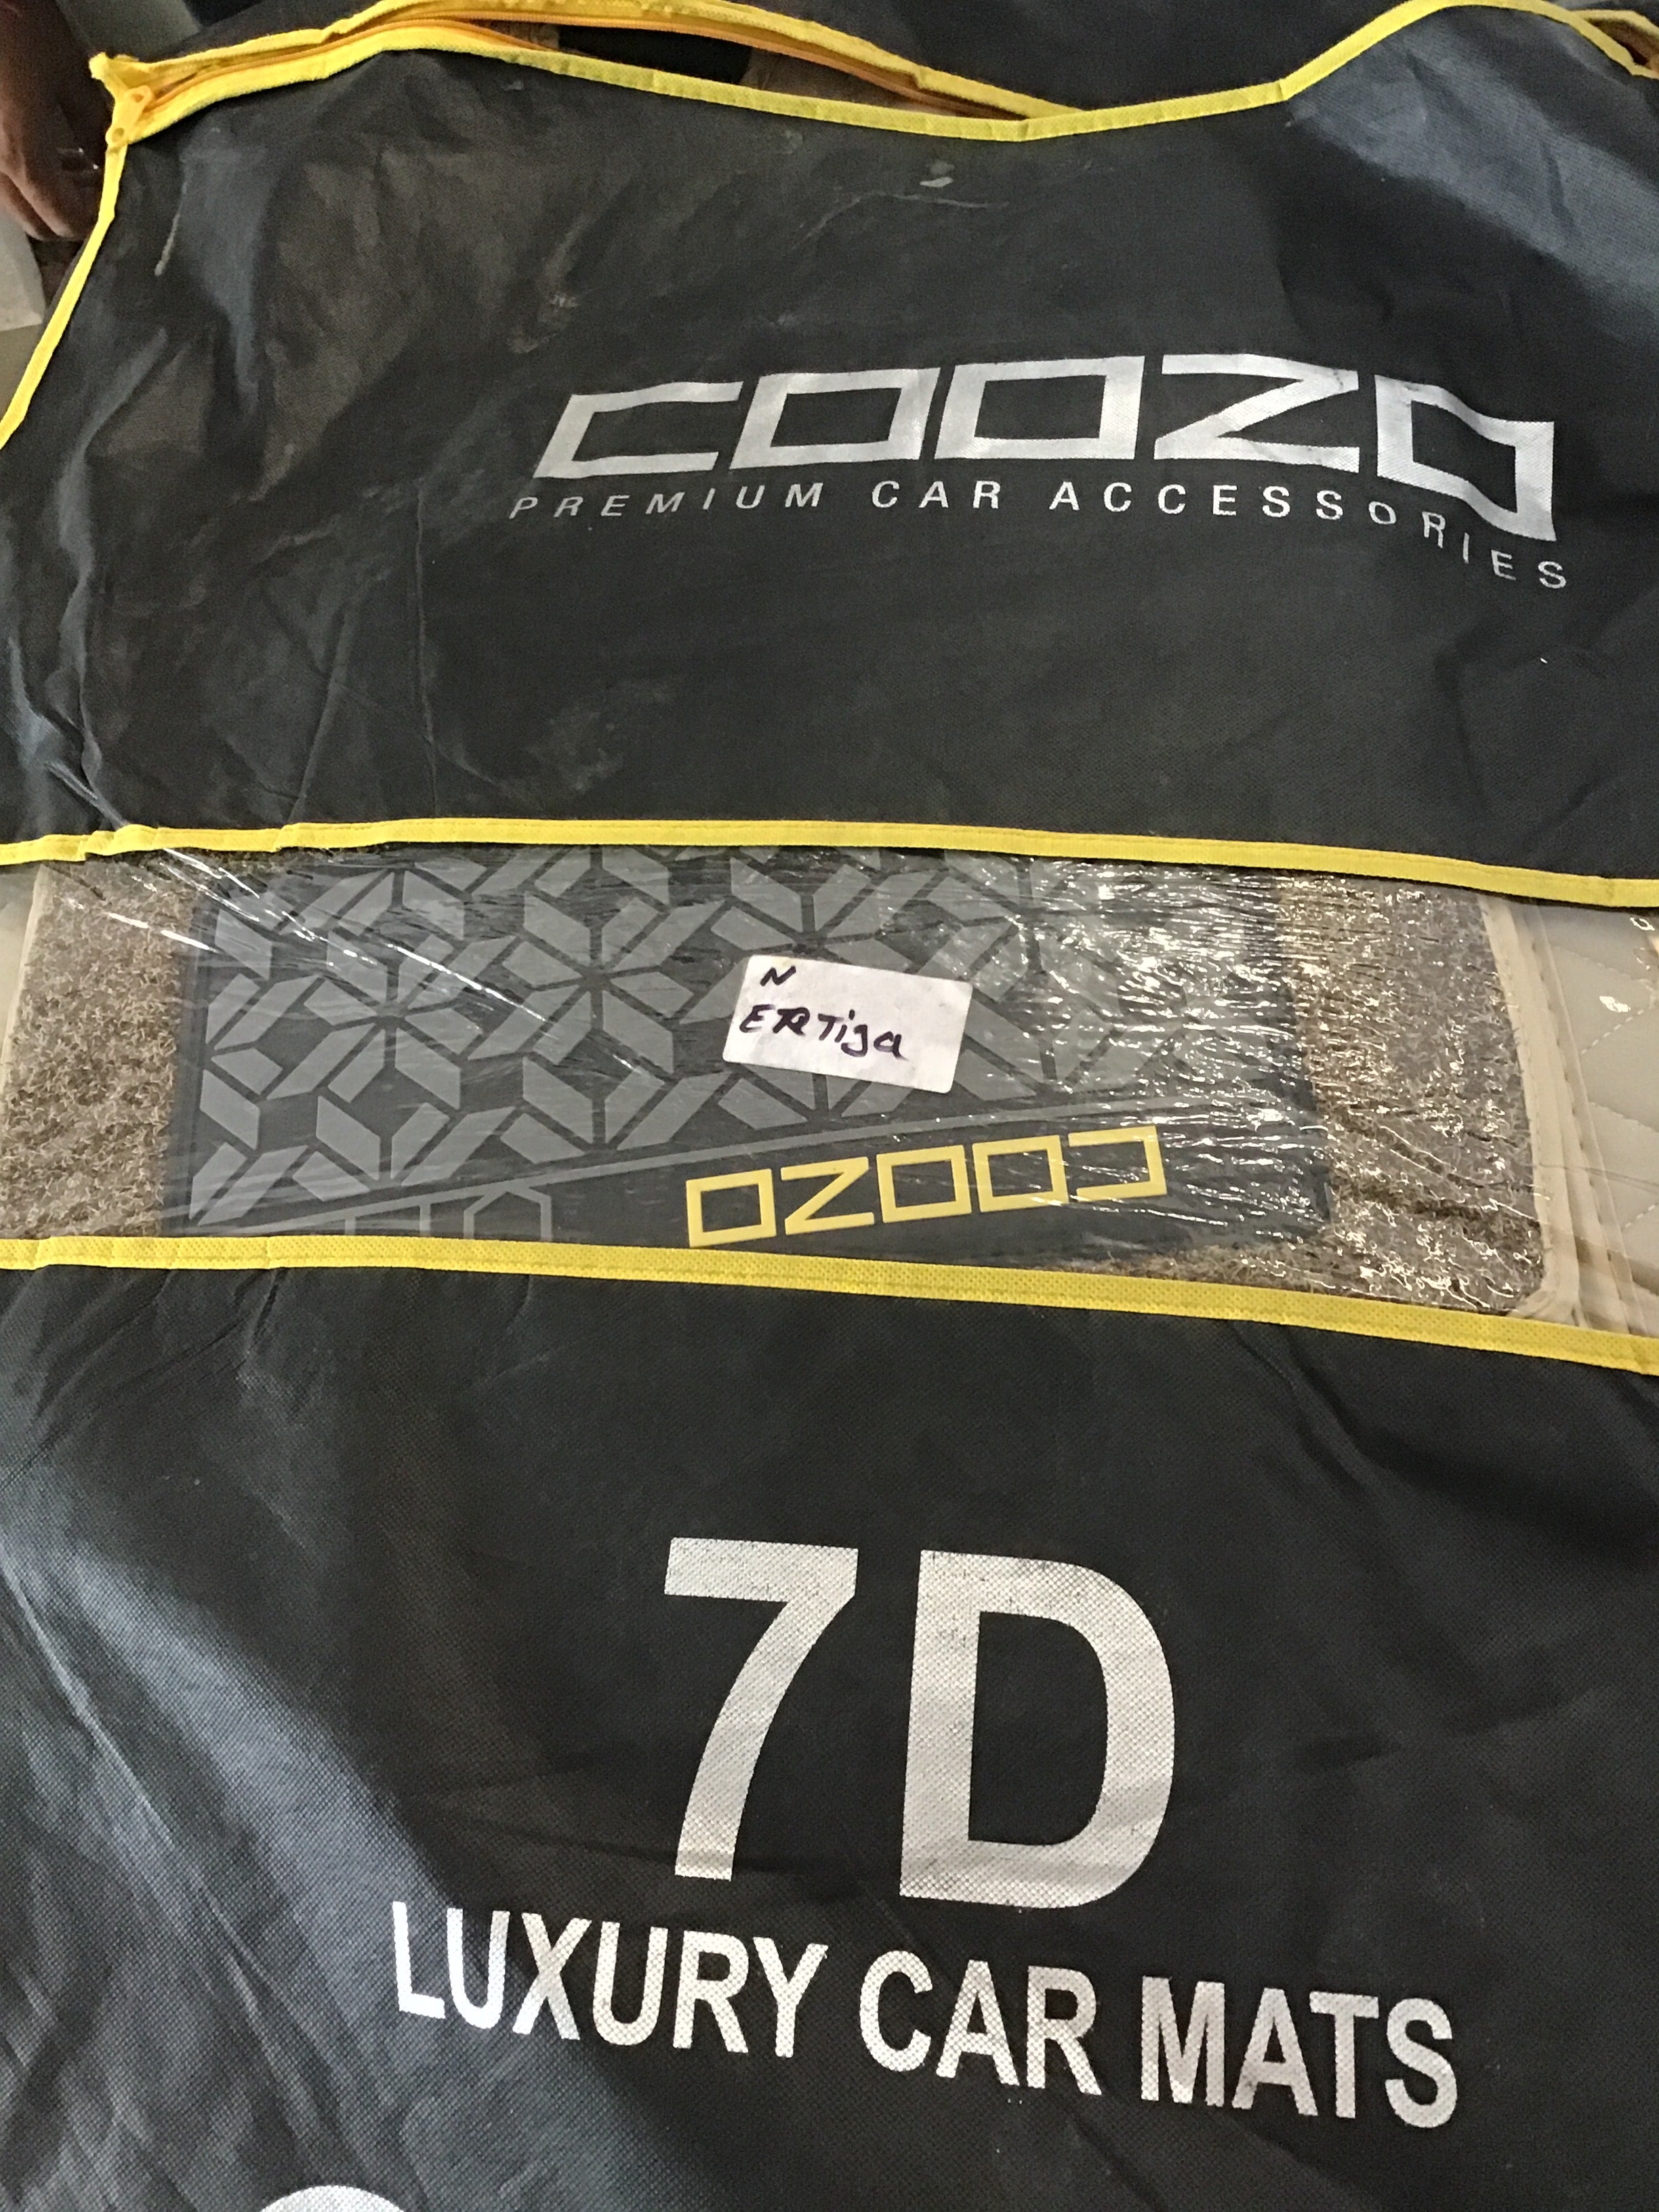 COOZO
PREMIUM CAR ACCESSORIES
N
ERTiga
COOZO
7D
LUXURY CAR MATS